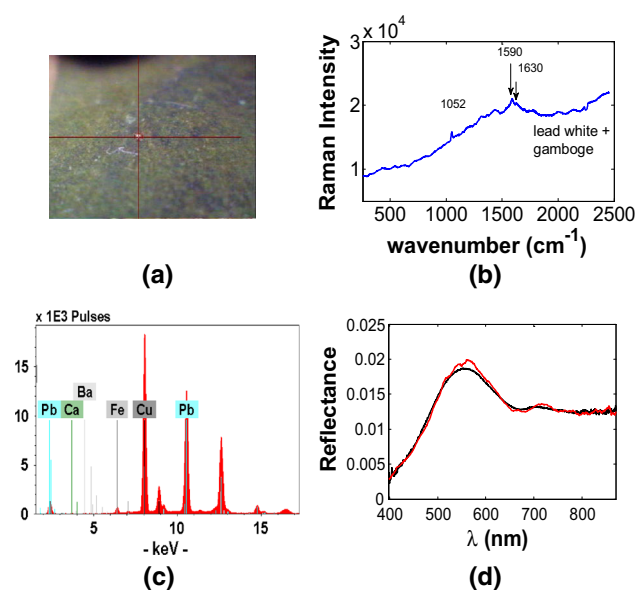 (a)
x 10⁴
Raman Intensity
3
2
1
0
1590
1630
1052
lead white +
gamboge
500 1000 1500 2000 2500
wavenumber (cm⁻¹)
(b)
x 1E3 Pulses
15
10
5
0
Ba
Pb Ca Fe Cu Pb
5 10 15
- keV -
(c)
Reflectance
0.025
0.02
0.015
0.01
0.005
0
400 500 600 700 800
λ (nm)
(d)